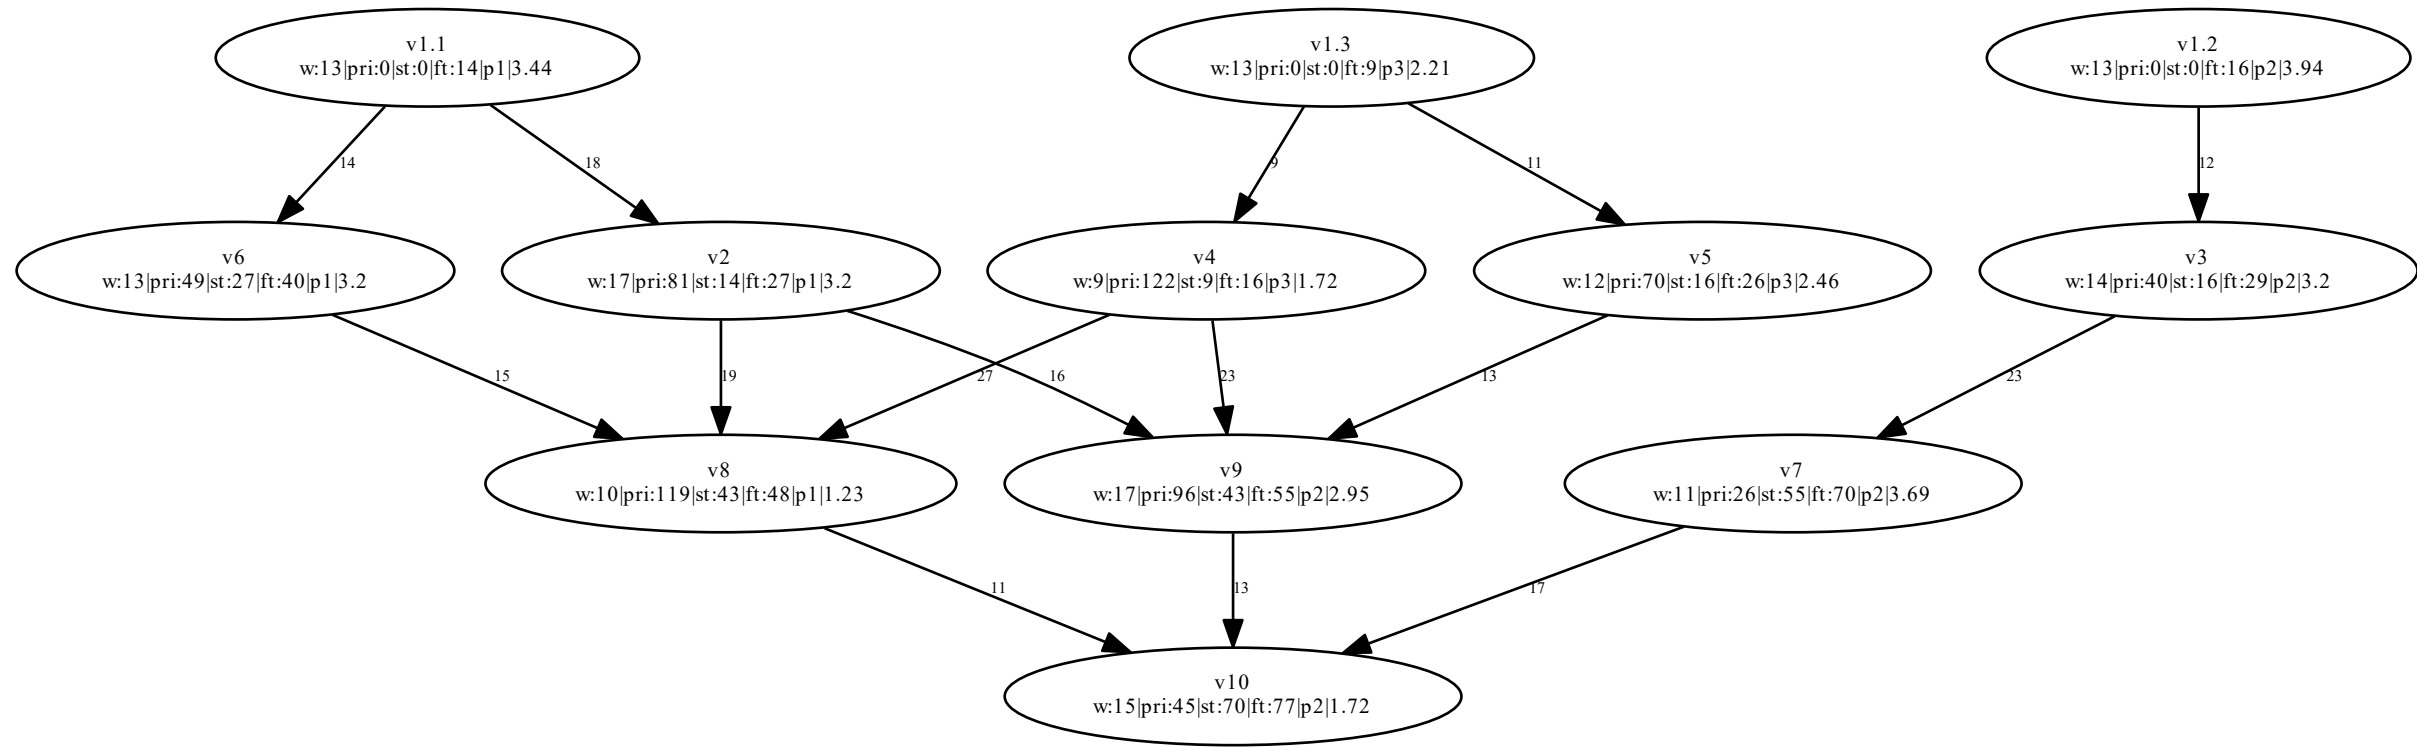 v1.1
w:13|pri:0|st:0|ft:14|p1|3.44
v1.3
w:13|pri:0|st:0|ft:9|p3|2.21
v1.2
w:13|pri:0|st:0|ft:16|p2|3.94
14
18
9
11
12
v6
w:13|pri:49|st:27|ft:40|p1|3.2
v2
w:17|pri:81|st:14|ft:27|p1|3.2
v4
w:9|pri:122|st:9|ft:16|p3|1.72
v5
w:12|pri:70|st:16|ft:26|p3|2.46
v3
w:14|pri:40|st:16|ft:29|p2|3.2
15
19
27
16
23
13
23
v8
w:10|pri:119|st:43|ft:48|p1|1.23
v9
w:17|pri:96|st:43|ft:55|p2|2.95
v7
w:11|pri:26|st:55|ft:70|p2|3.69
11
13
17
v10
w:15|pri:45|st:70|ft:77|p2|1.72